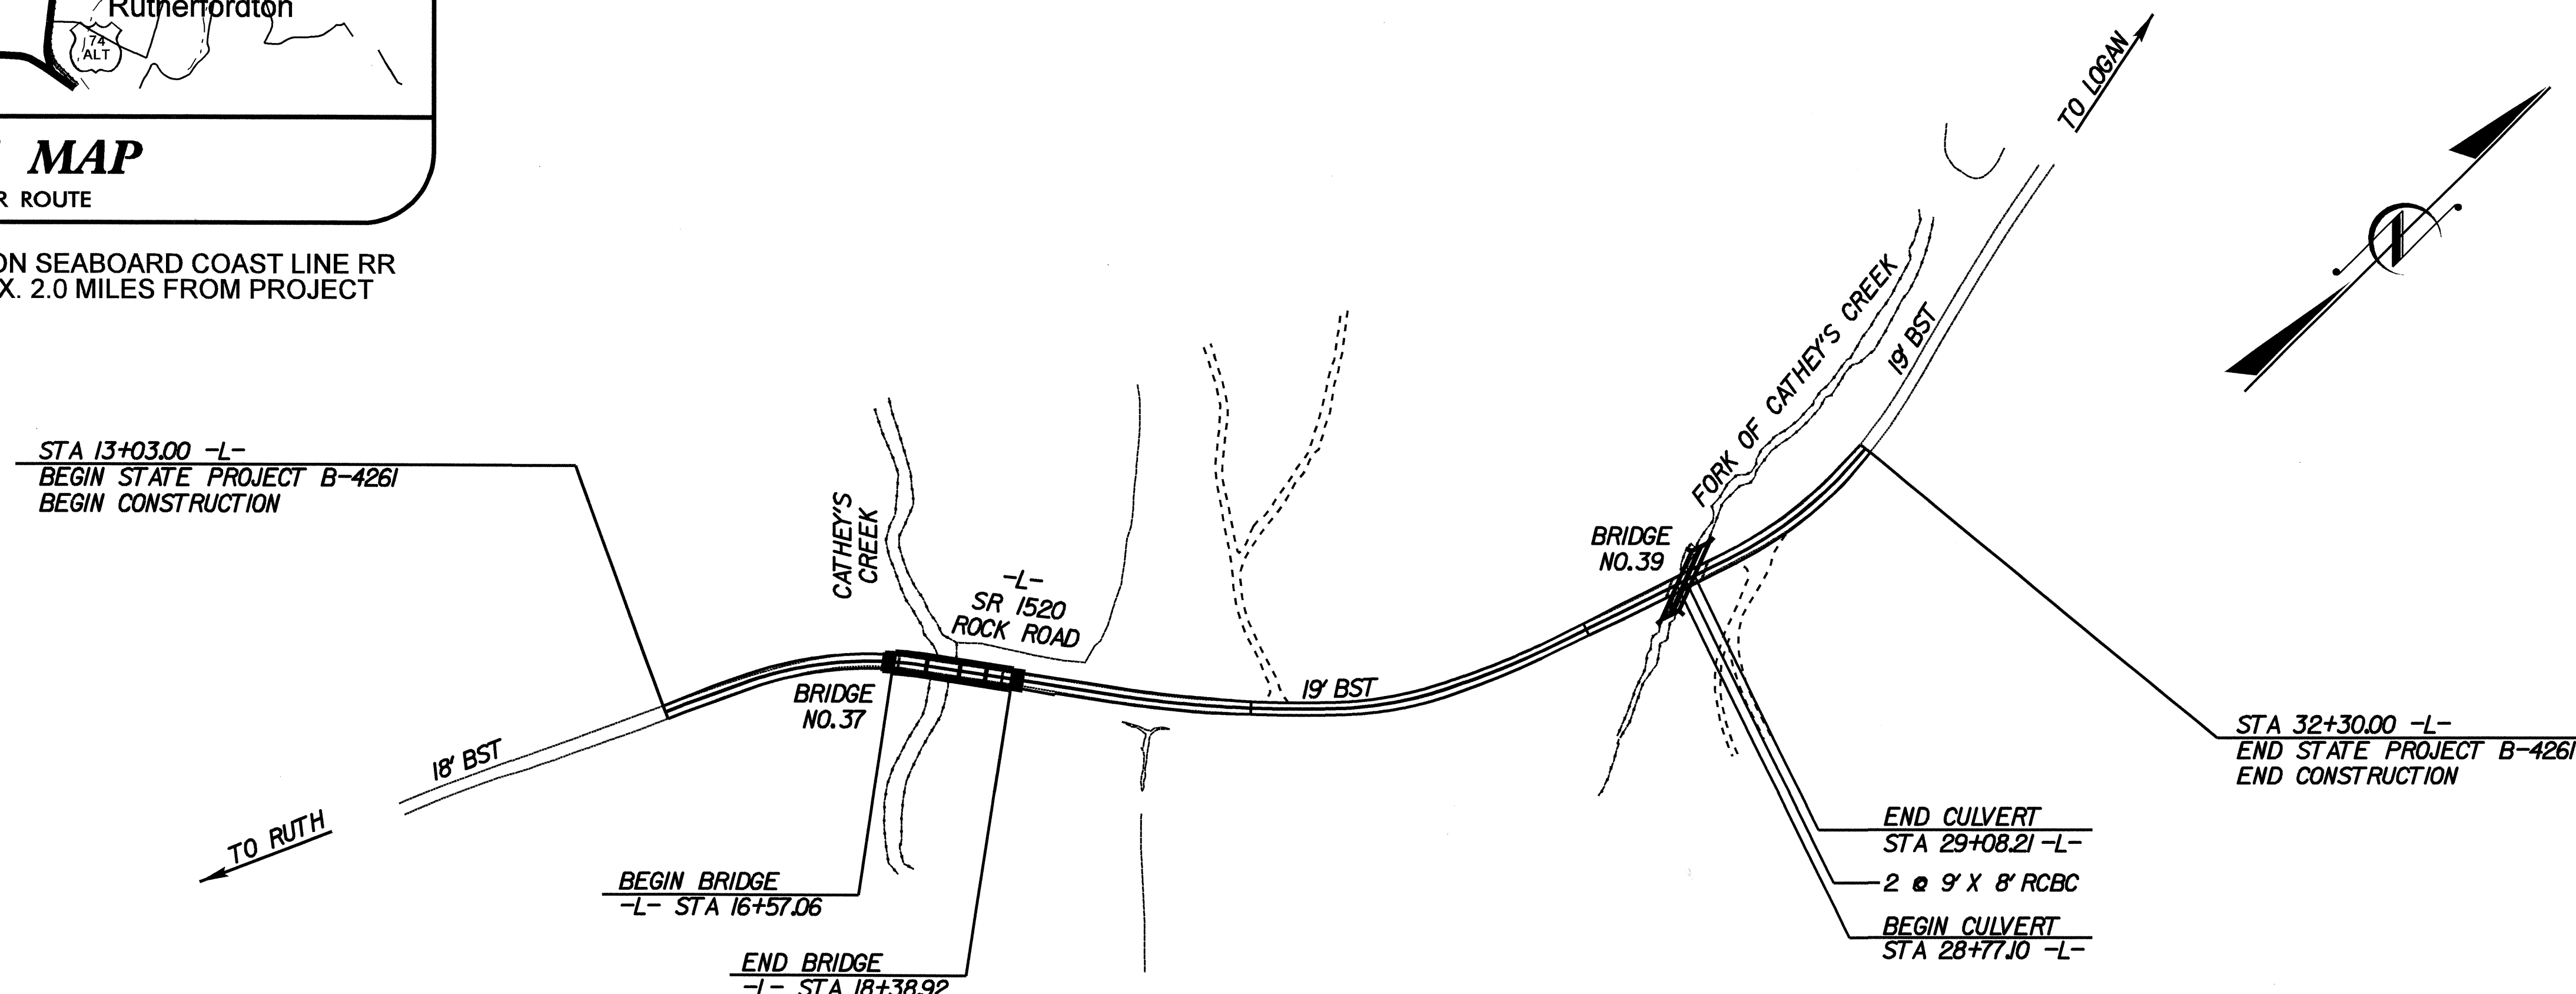 Rutherfordton
74
ALT
MAP
R ROUTE
ON SEABOARD COAST LINE RR
X. 2.0 MILES FROM PROJECT
TO LOGAN
STA 13+03.00 -L-
BEGIN STATE PROJECT B-4261
BEGIN CONSTRUCTION
CATHEY'S
CREEK
-L-
SR 1520
ROCK ROAD
FORK OF CATHEY'S CREEK
19' BST
BRIDGE
NO. 39
BRIDGE
NO. 37
19' BST
18' BST
TO RUTH
STA 32+30.00 -L-
END STATE PROJECT B-4261
END CONSTRUCTION
END CULVERT
STA 29+08.21 -L-
2 @ 9' X 8' RCBC
BEGIN CULVERT
STA 28+77.10 -L-
BEGIN BRIDGE
-L- STA 16+57.06
END BRIDGE
-L- STA 18+38.92